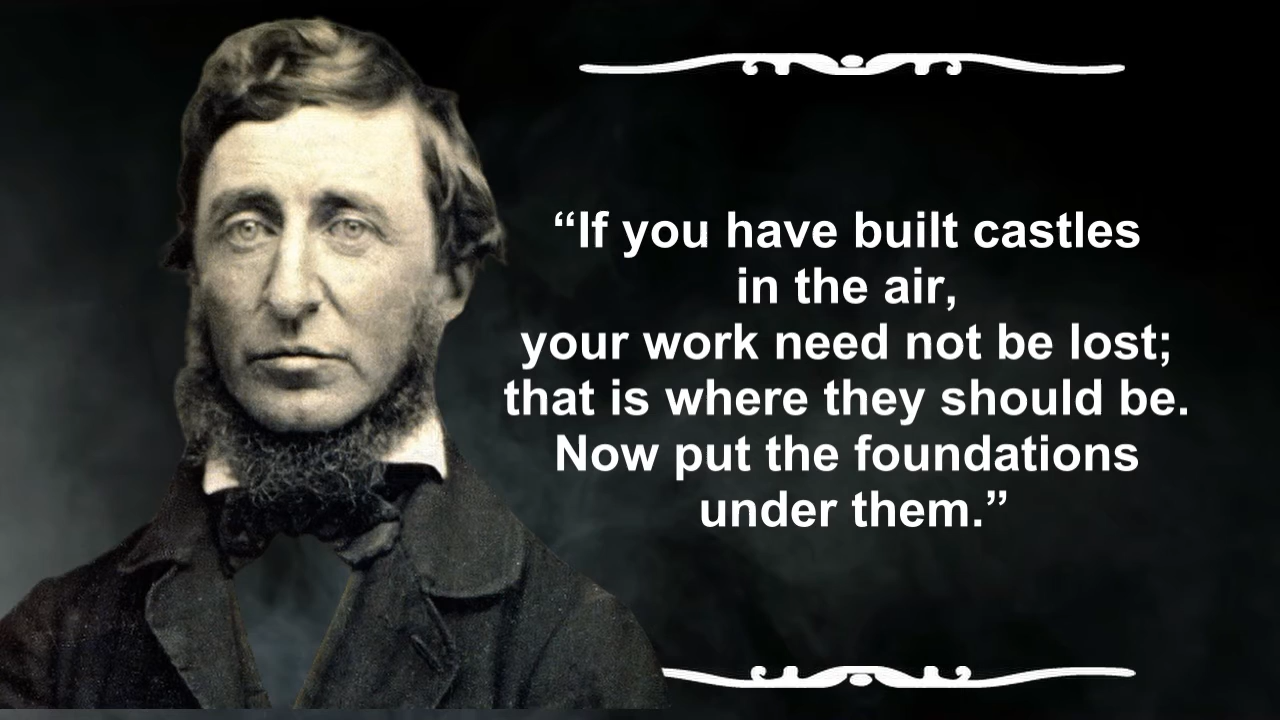 “If you have built castles
in the air,
your work need not be lost;
that is where they should be.
Now put the foundations
under them.”